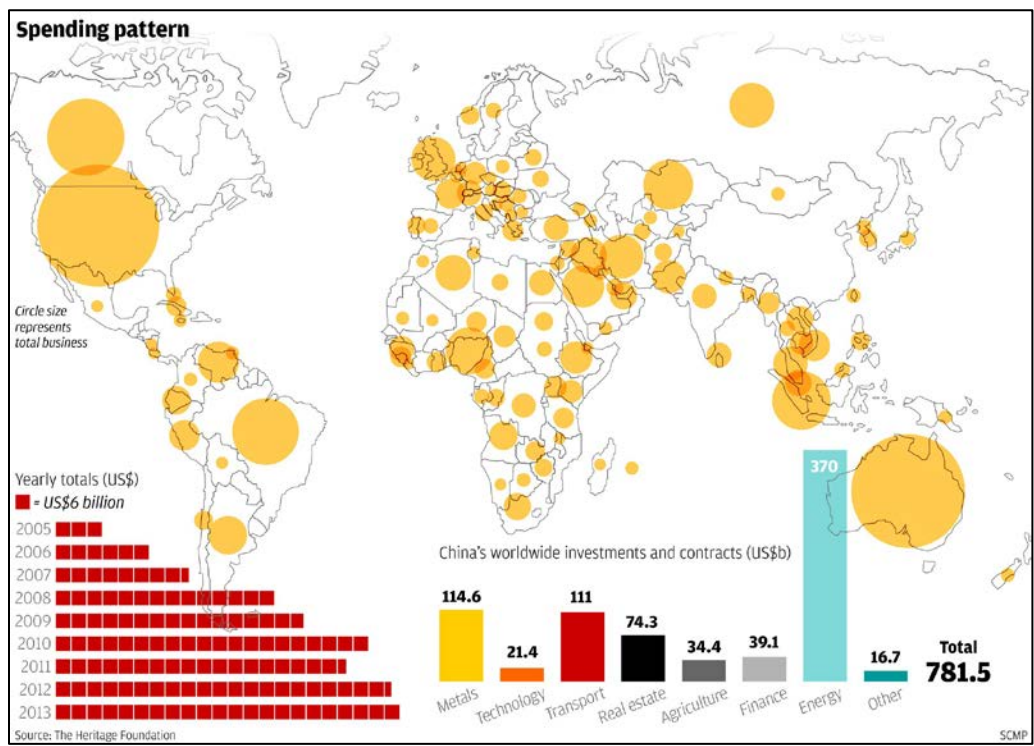 Spending pattern
Circle size
represents
total business
Yearly totals (US$)
= US$6 billion
2005
2006
2007
2008
2009
2010
2011
2012
2013
China's worldwide investments and contracts (US$b)
114.6
21.4
111
74.3
34.4
39.1
370
16.7
Metals
Technology
Transport
Real estate
Agriculture
Finance
Energy
Other
Total
781.5
Source: The Heritage Foundation
SCMP